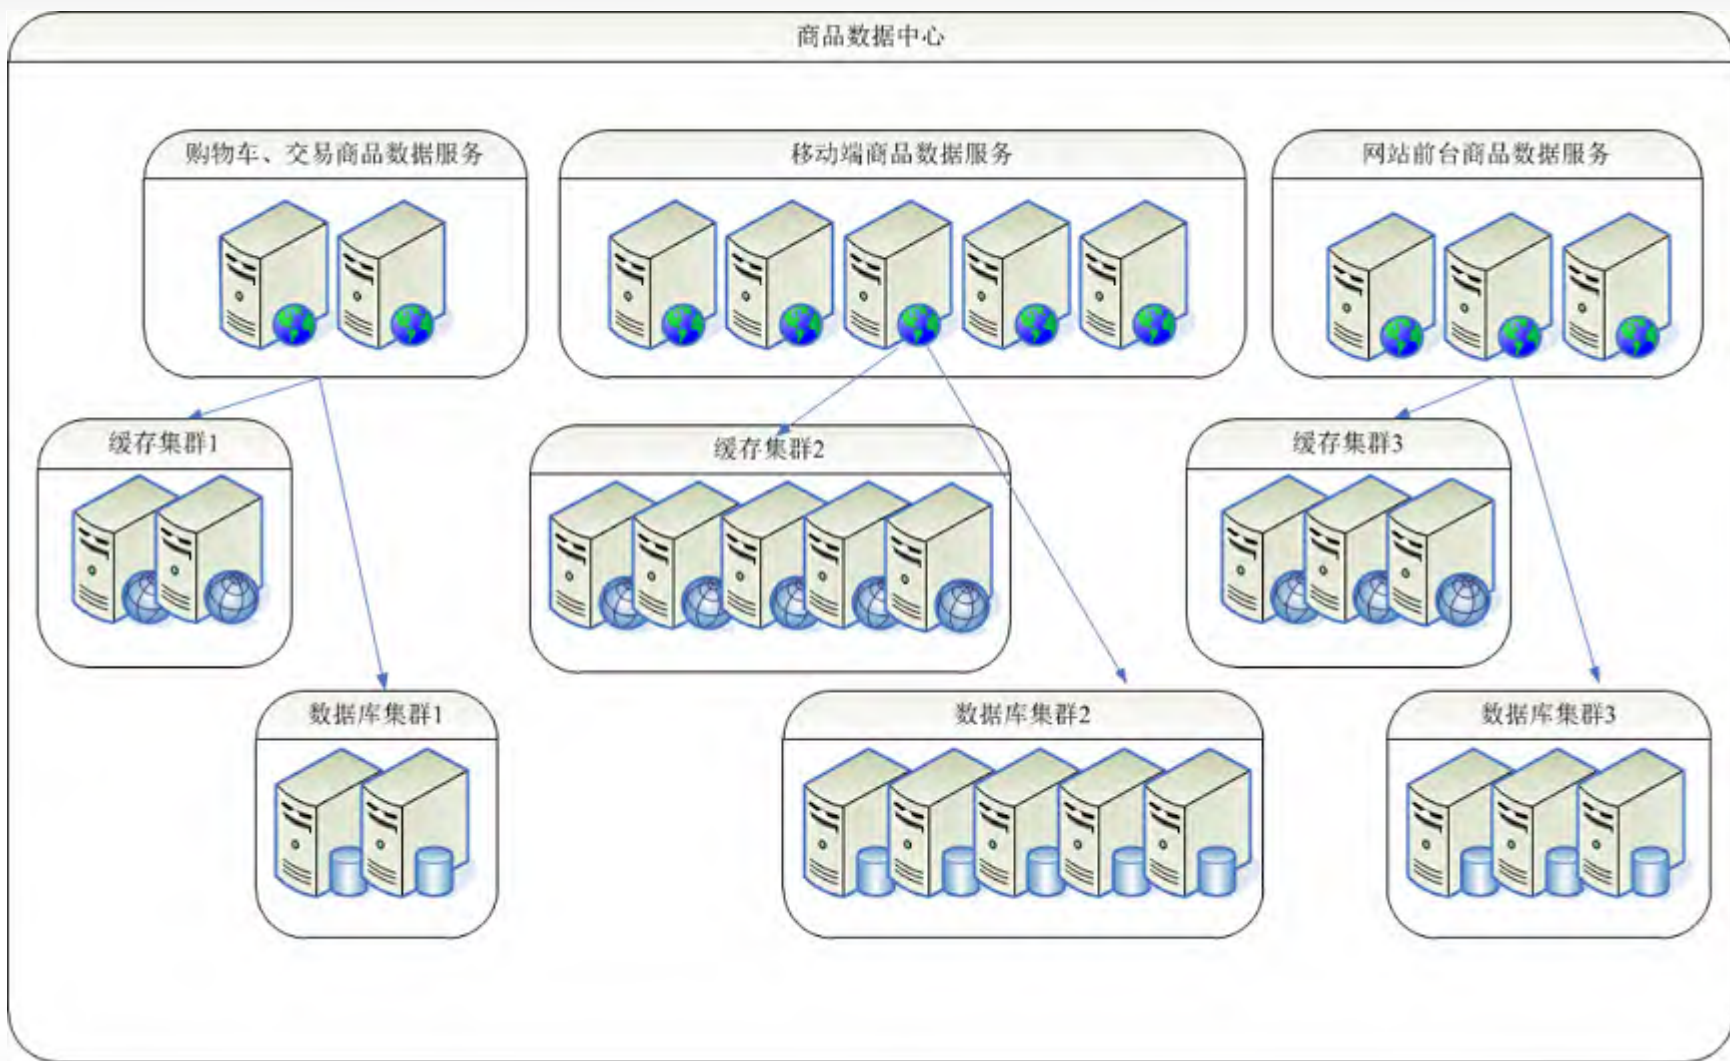 商品数据中心
购物车、交易商品数据服务
移动端商品数据服务
网站前台商品数据服务
缓存集群1
缓存集群2
缓存集群3
数据库集群1
数据库集群2
数据库集群3